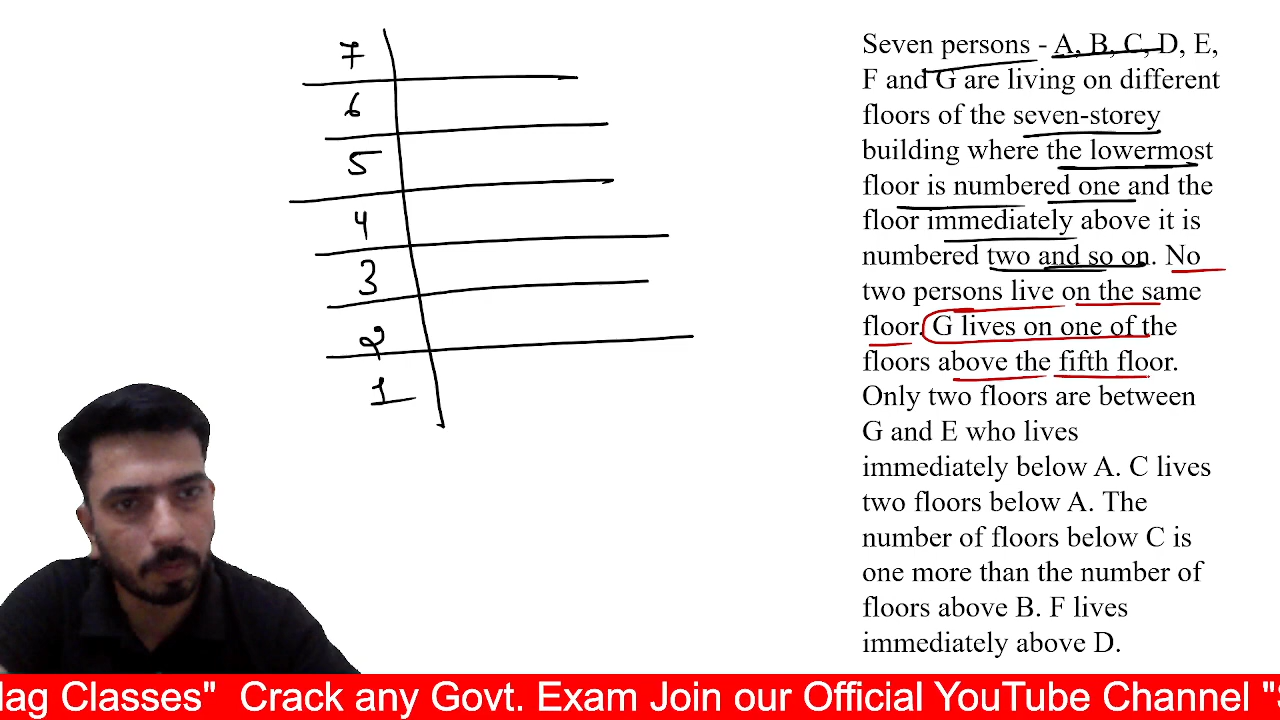 7
6
5
4
3
2
1
Seven persons - A, B, C, D, E,
F and G are living on different
floors of the seven-storey
building where the lowermost
floor is numbered one and the
floor immediately above it is
numbered two and so on. No
two persons live on the same
floor. G lives on one of the
floors above the fifth floor.
Only two floors are between
G and E who lives
immediately below A. C lives
two floors below A. The
number of floors below C is
one more than the number of
floors above B. F lives
immediately above D.
lag Classes" Crack any Govt. Exam Join our Official YouTube Channel "